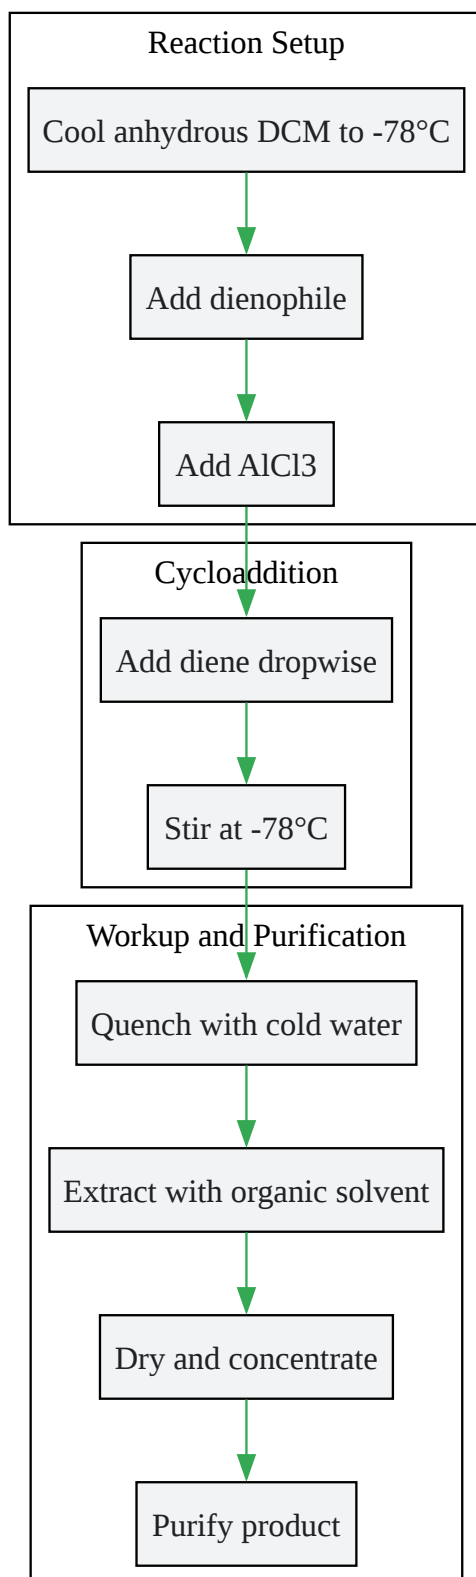 Reaction Setup
Cool anhydrous DCM to -78°C
Add dienophile
Add AlCl3
Cycloaddition
Add diene dropwise
Stir at -78°C
Workup and Purification
Quench with cold water
Extract with organic solvent
Dry and concentrate
Purify product